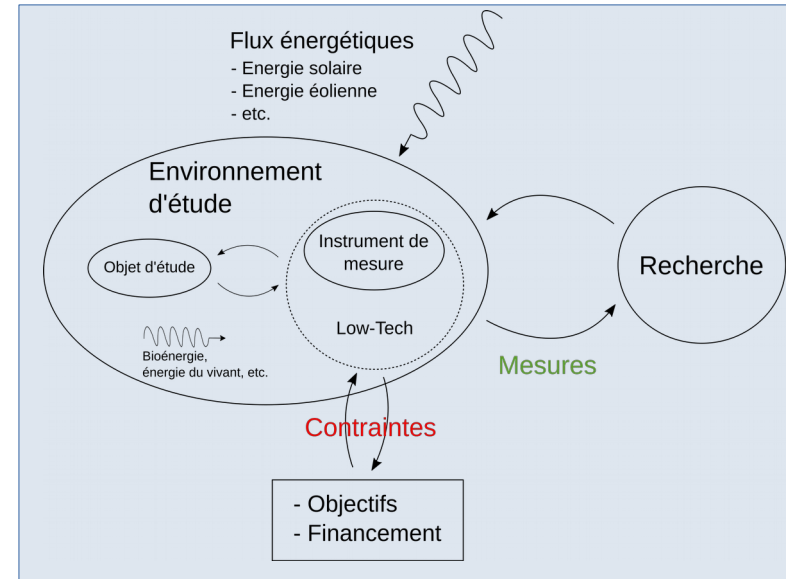 Flux énergétiques
- Energie solaire
- Energie éolienne
- etc.
Environnement
d'étude
Instrument de
mesure
Objet d'étude
Low-Tech
Bioénergie,
énergie du vivant, etc.
Recherche
Mesures
Contraintes
- Objectifs
- Financement